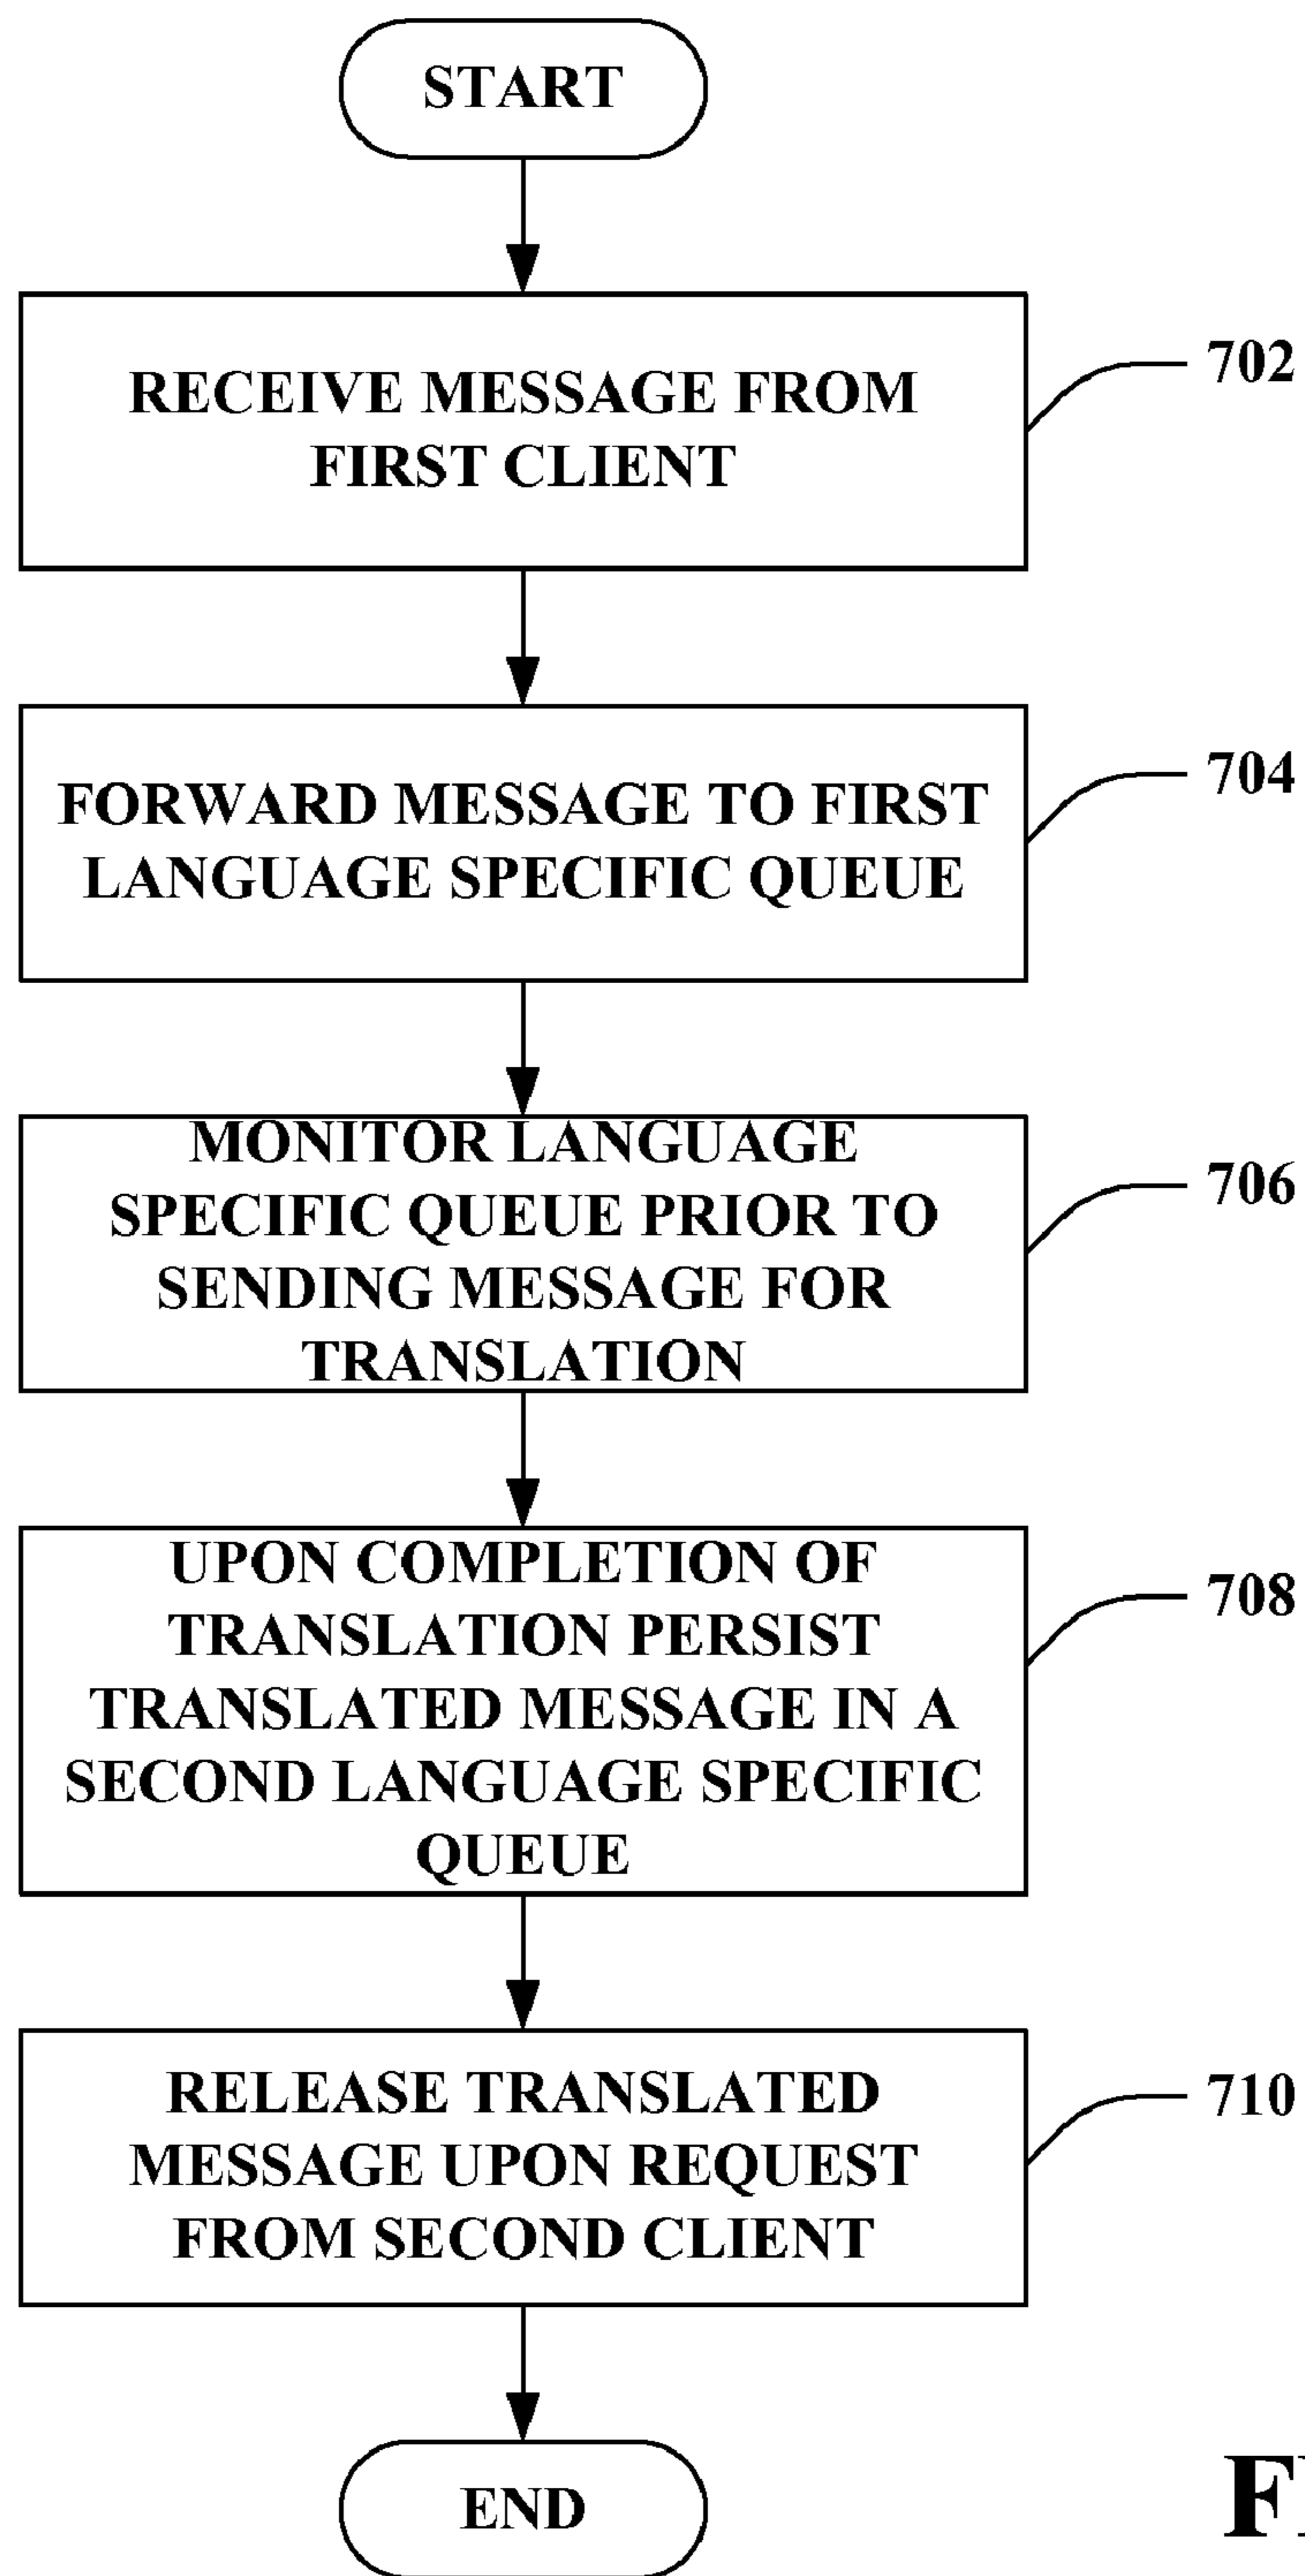 START
RECEIVE MESSAGE FROM
FIRST CLIENT
702
FORWARD MESSAGE TO FIRST
LANGUAGE SPECIFIC QUEUE
704
MONITOR LANGUAGE
SPECIFIC QUEUE PRIOR TO
SENDING MESSAGE FOR
TRANSLATION
706
UPON COMPLETION OF
TRANSLATION PERSIST
TRANSLATED MESSAGE IN A
SECOND LANGUAGE SPECIFIC
QUEUE
708
RELEASE TRANSLATED
MESSAGE UPON REQUEST
FROM SECOND CLIENT
710
END